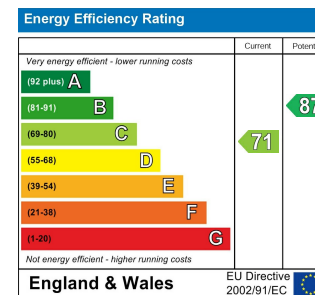 Energy Efficiency Rating
Current Potent
Very energy efficient - lower running costs
(92 plus) A
(81-91) B
87
(69-80) C
71
(55-68) D
(39-54) E
(21-38) F
(1-20) G
Not energy efficient - higher running costs
England & Wales
EU Directive
2002/91/EC